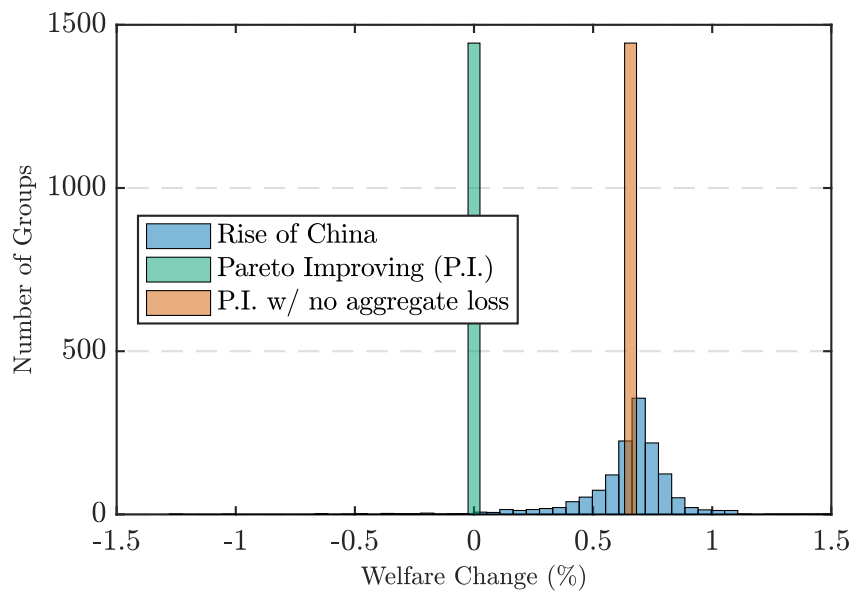 1500
1000
500
0
Number of Groups
Rise of China
Pareto Improving (P.I.)
P.I. w/ no aggregate loss
-1.5 -1 -0.5 0 0.5 1 1.5
Welfare Change (%)